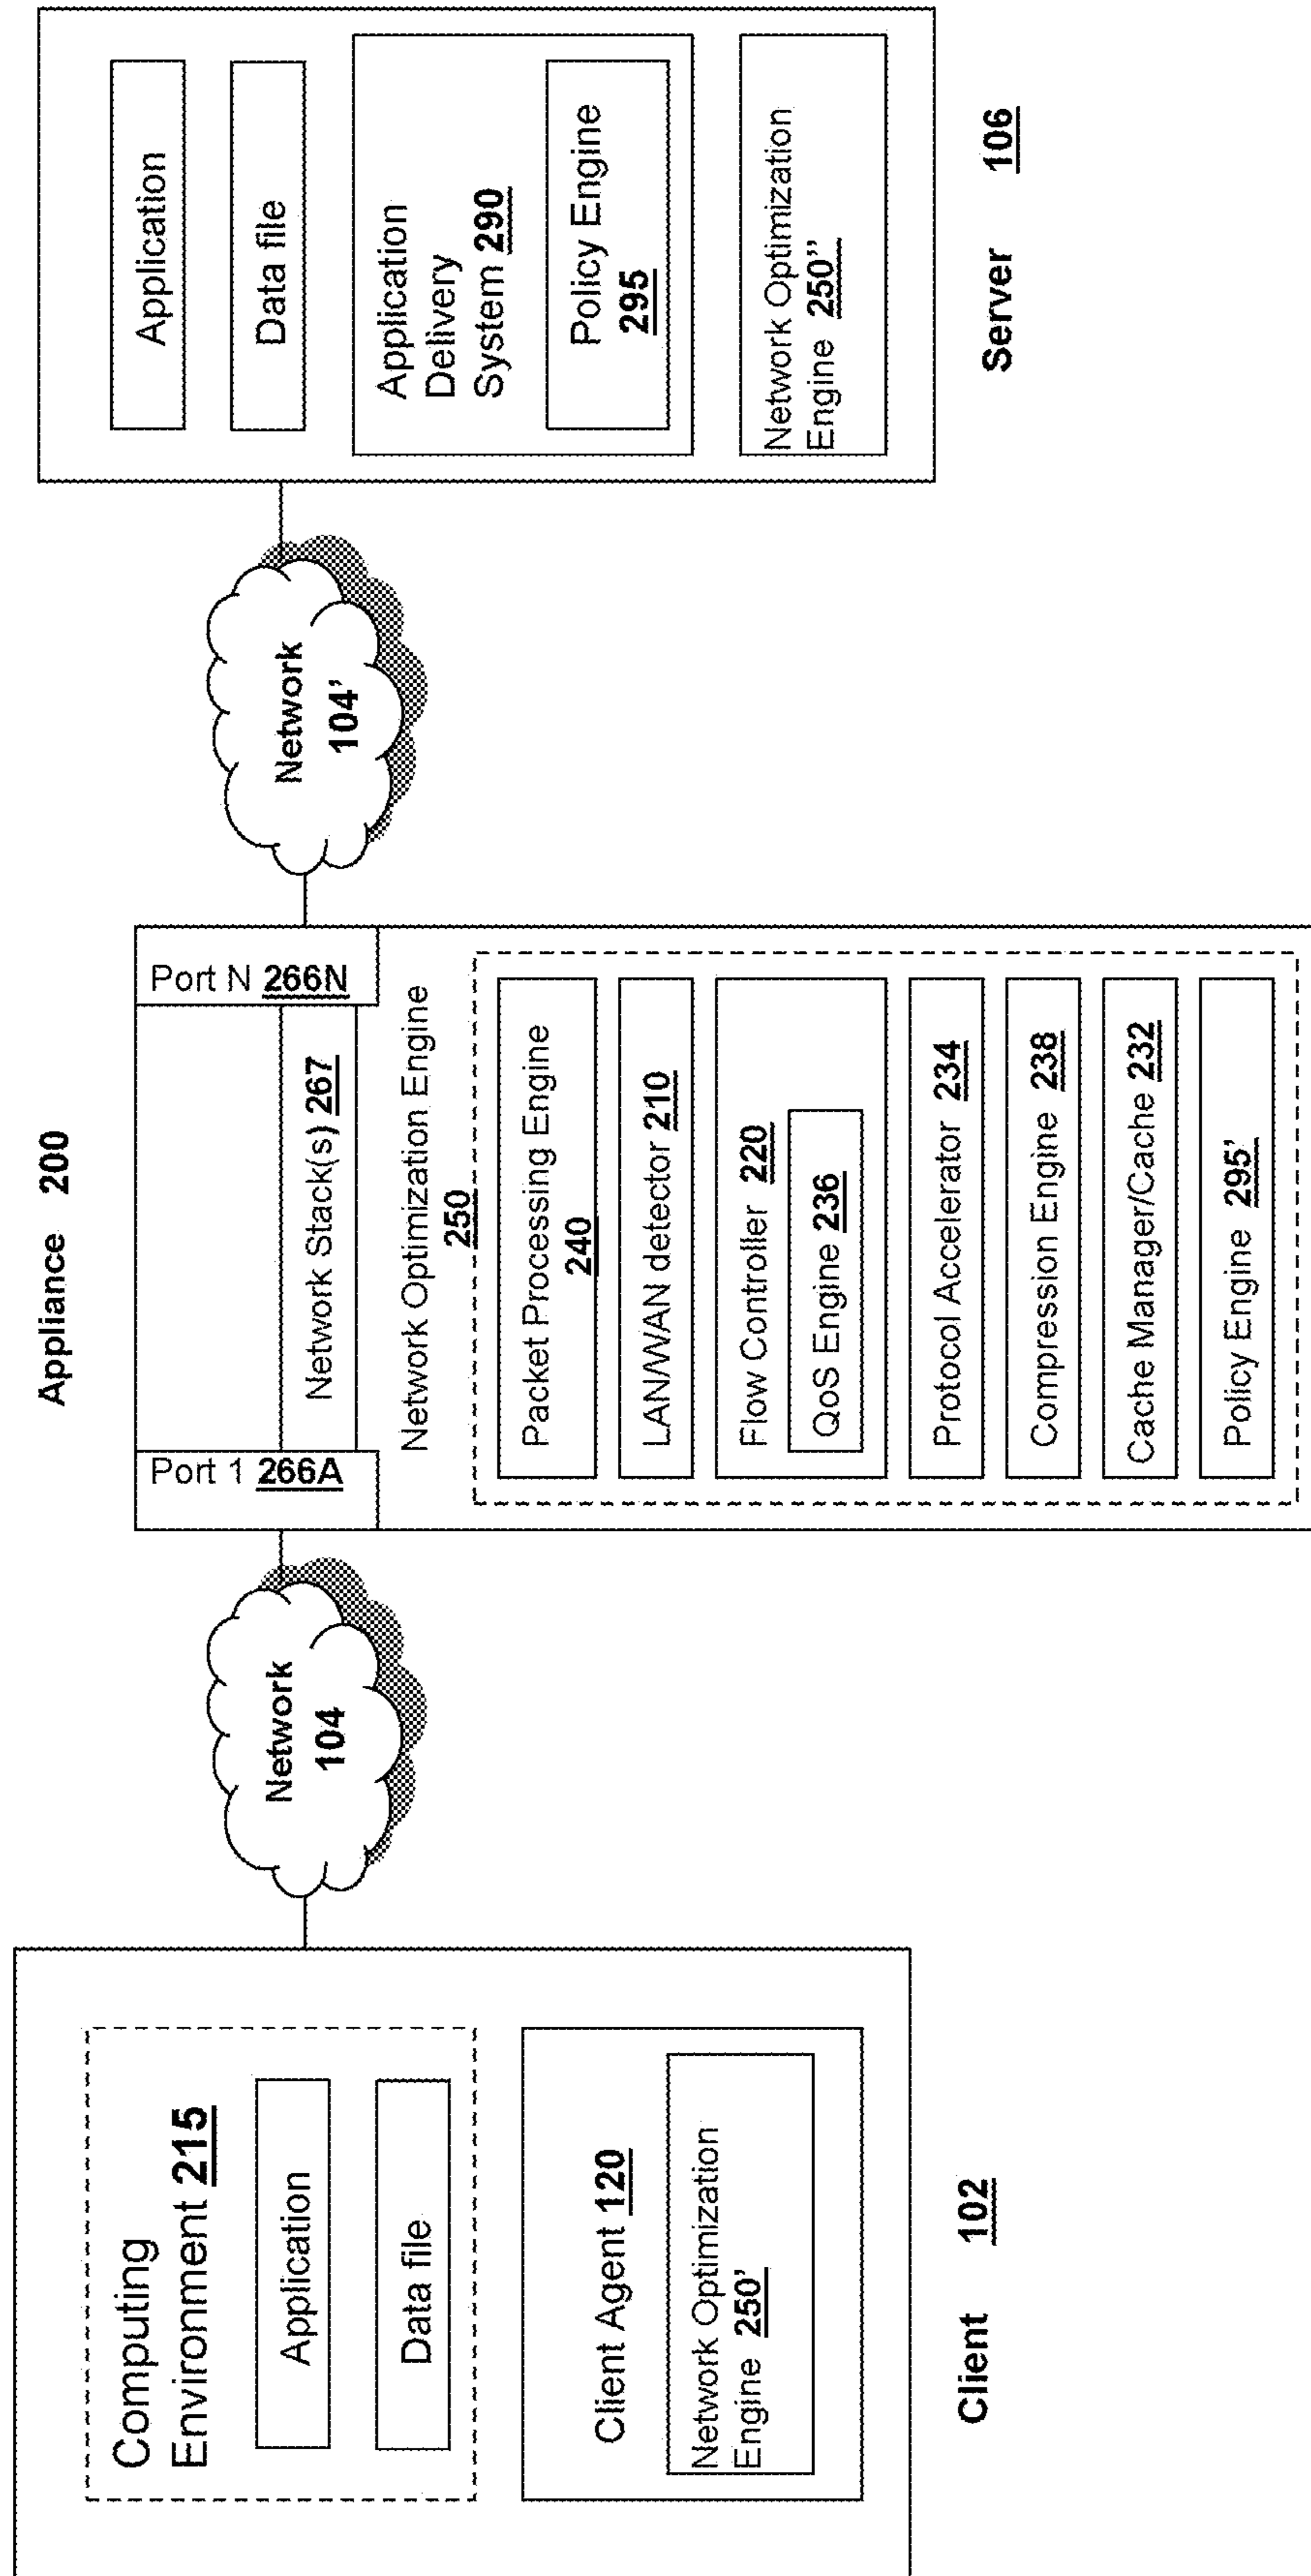 Computing
Environment 215
Application
Data file
Client Agent 120
Network Optimization
Engine 250'
Client 102
Network
104
Appliance 200
Port 1 266A
Port N 266N
Network Stack(s) 267
Network Optimization Engine
250
Packet Processing Engine
240
LAN/WAN detector 210
Flow Controller 220
QoS Engine 236
Protocol Accelerator 234
Compression Engine 238
Cache Manager/Cache 232
Policy Engine 295'
Network
104'
Application
Data file
Application
Delivery
System 290
Policy Engine
295
Network Optimization
Engine 250"
Server 106